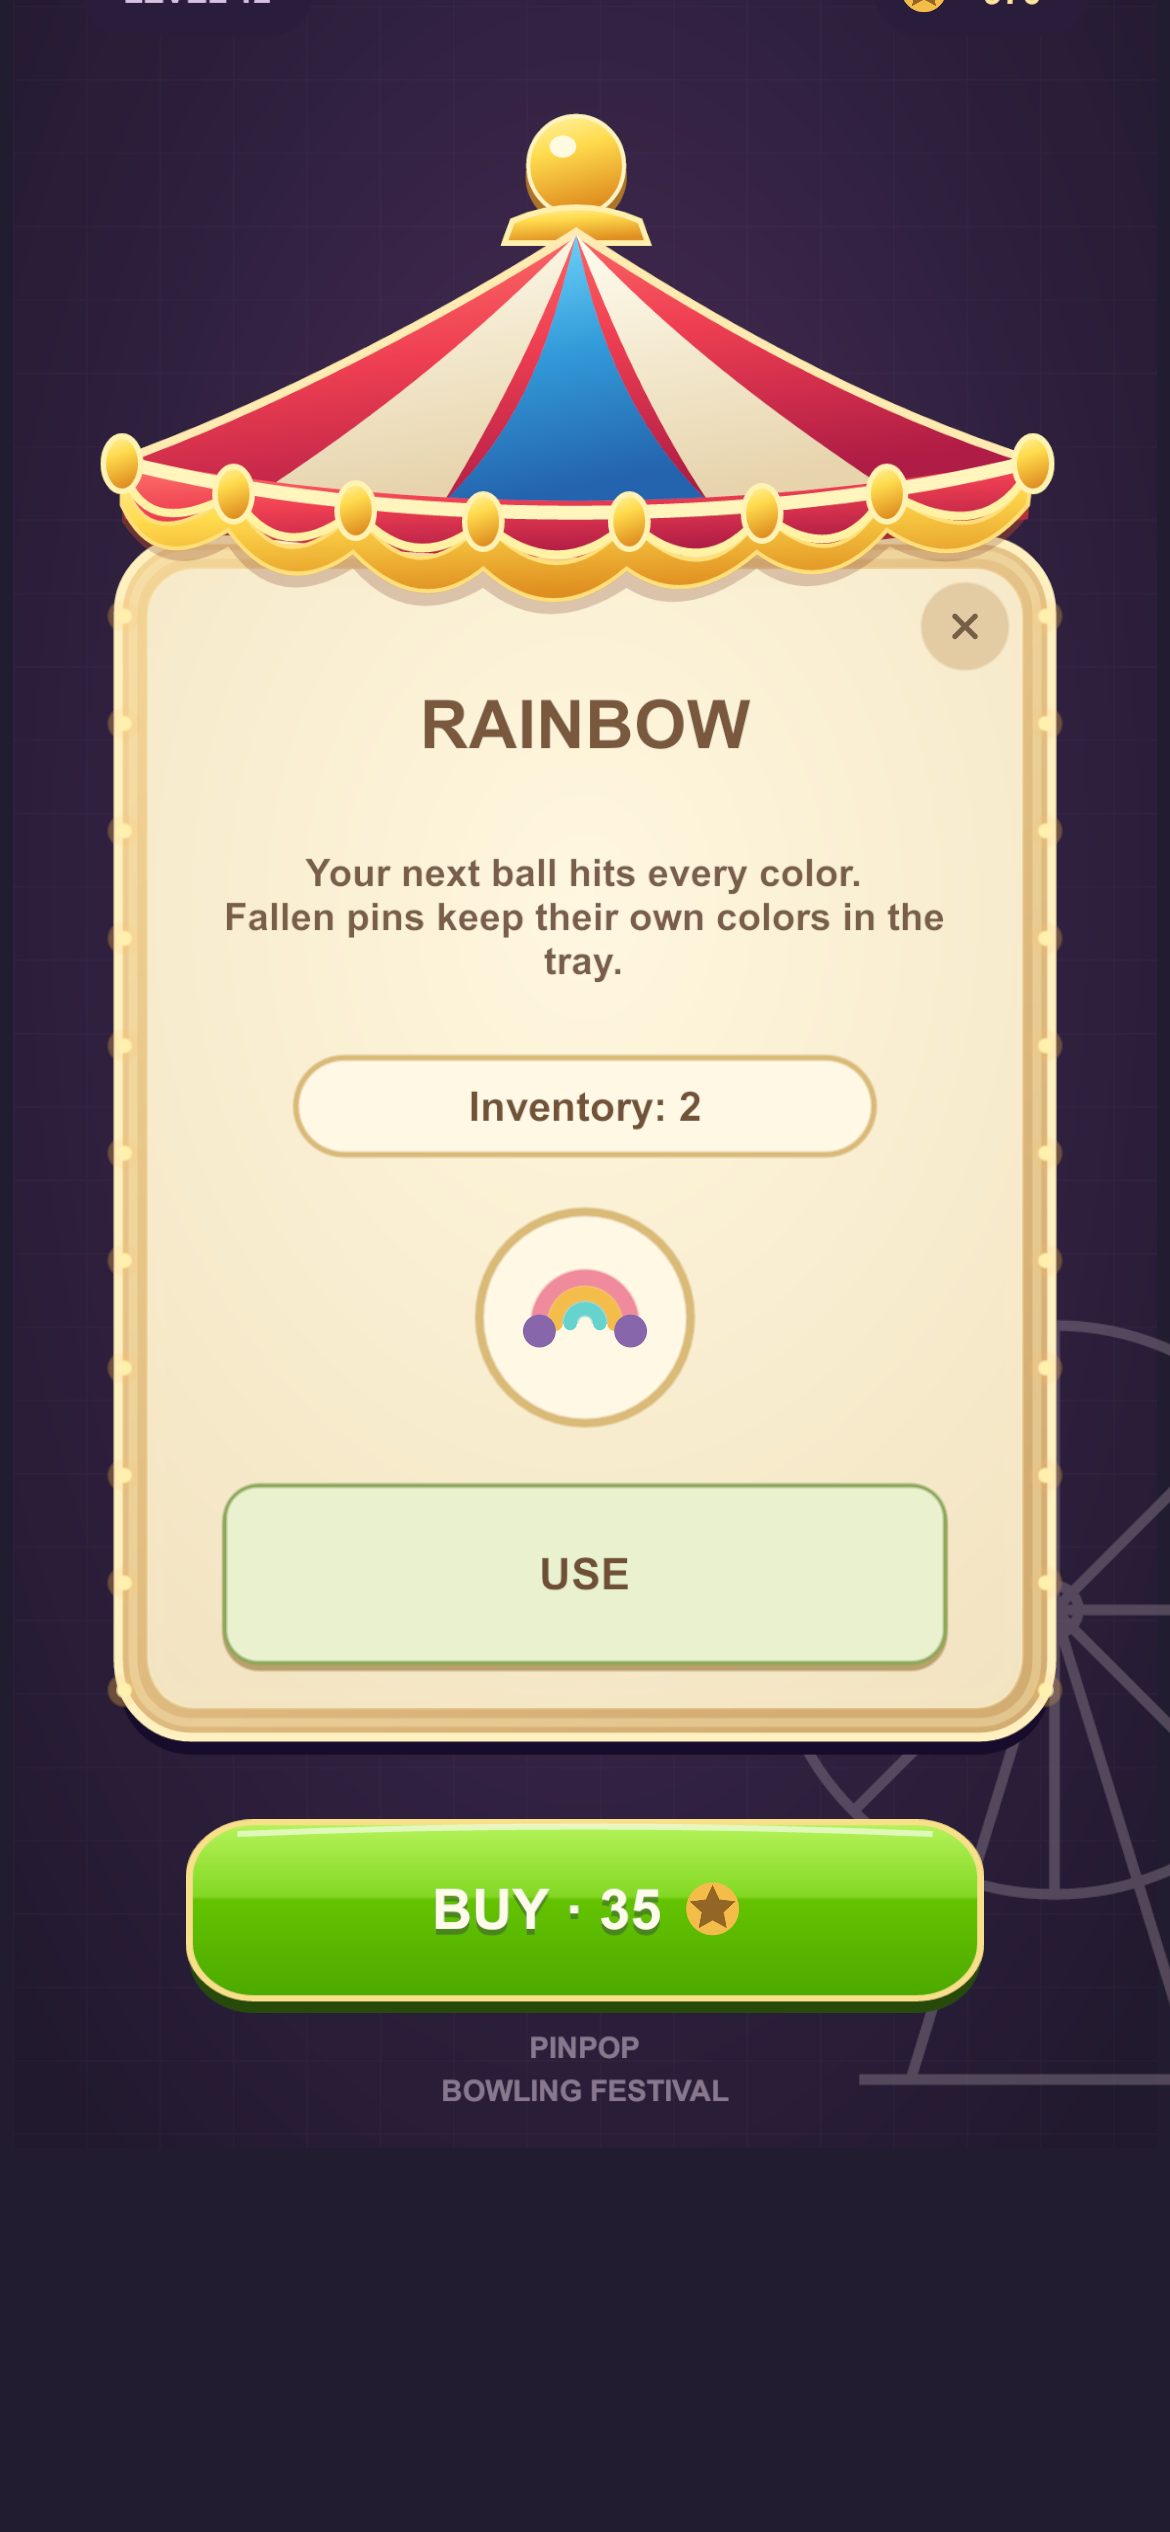 RAINBOW
Your next ball hits every color.
Fallen pins keep their own colors in the
tray.
Inventory: 2
USE
BUY · 35
PINPOP
BOWLING FESTIVAL